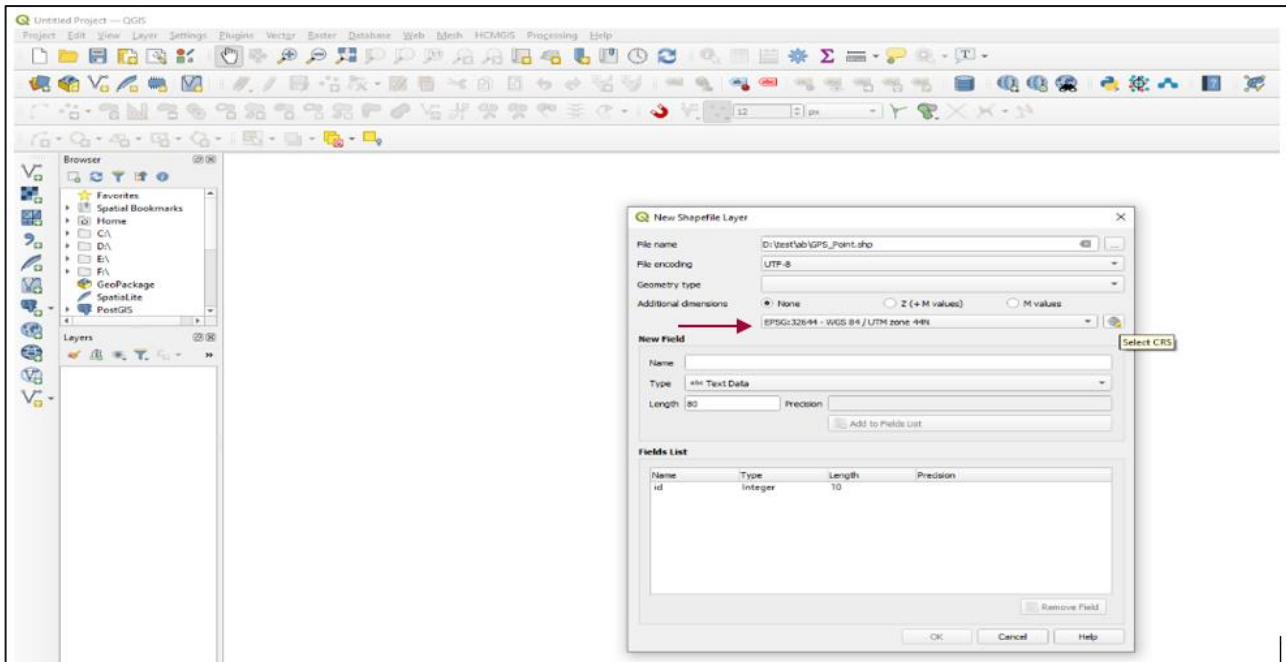 Untitled Project — QGIS
Project Edit View Layer Settings Plugins Vector Raster Database Web Mesh HCMGIS Processing Help
12 px
Browser
Favorites
Spatial Bookmarks
Home
C:\
D:\
E:\
F:\
GeoPackage
SpatiaLite
PostGIS
Layers
New Shapefile Layer
File name D:\test\ab\GPS_Point.shp
File encoding UTF-8
Geometry type
Additional dimensions None Z (+ M values) M values
EPSG:32644 - WGS 84 / UTM zone 44N
Select CRS
New Field
Name
Type abc Text Data
Length 80 Precision
Add to Fields List
Fields List
Name Type Length Precision
id Integer 10
Remove Field
OK Cancel Help